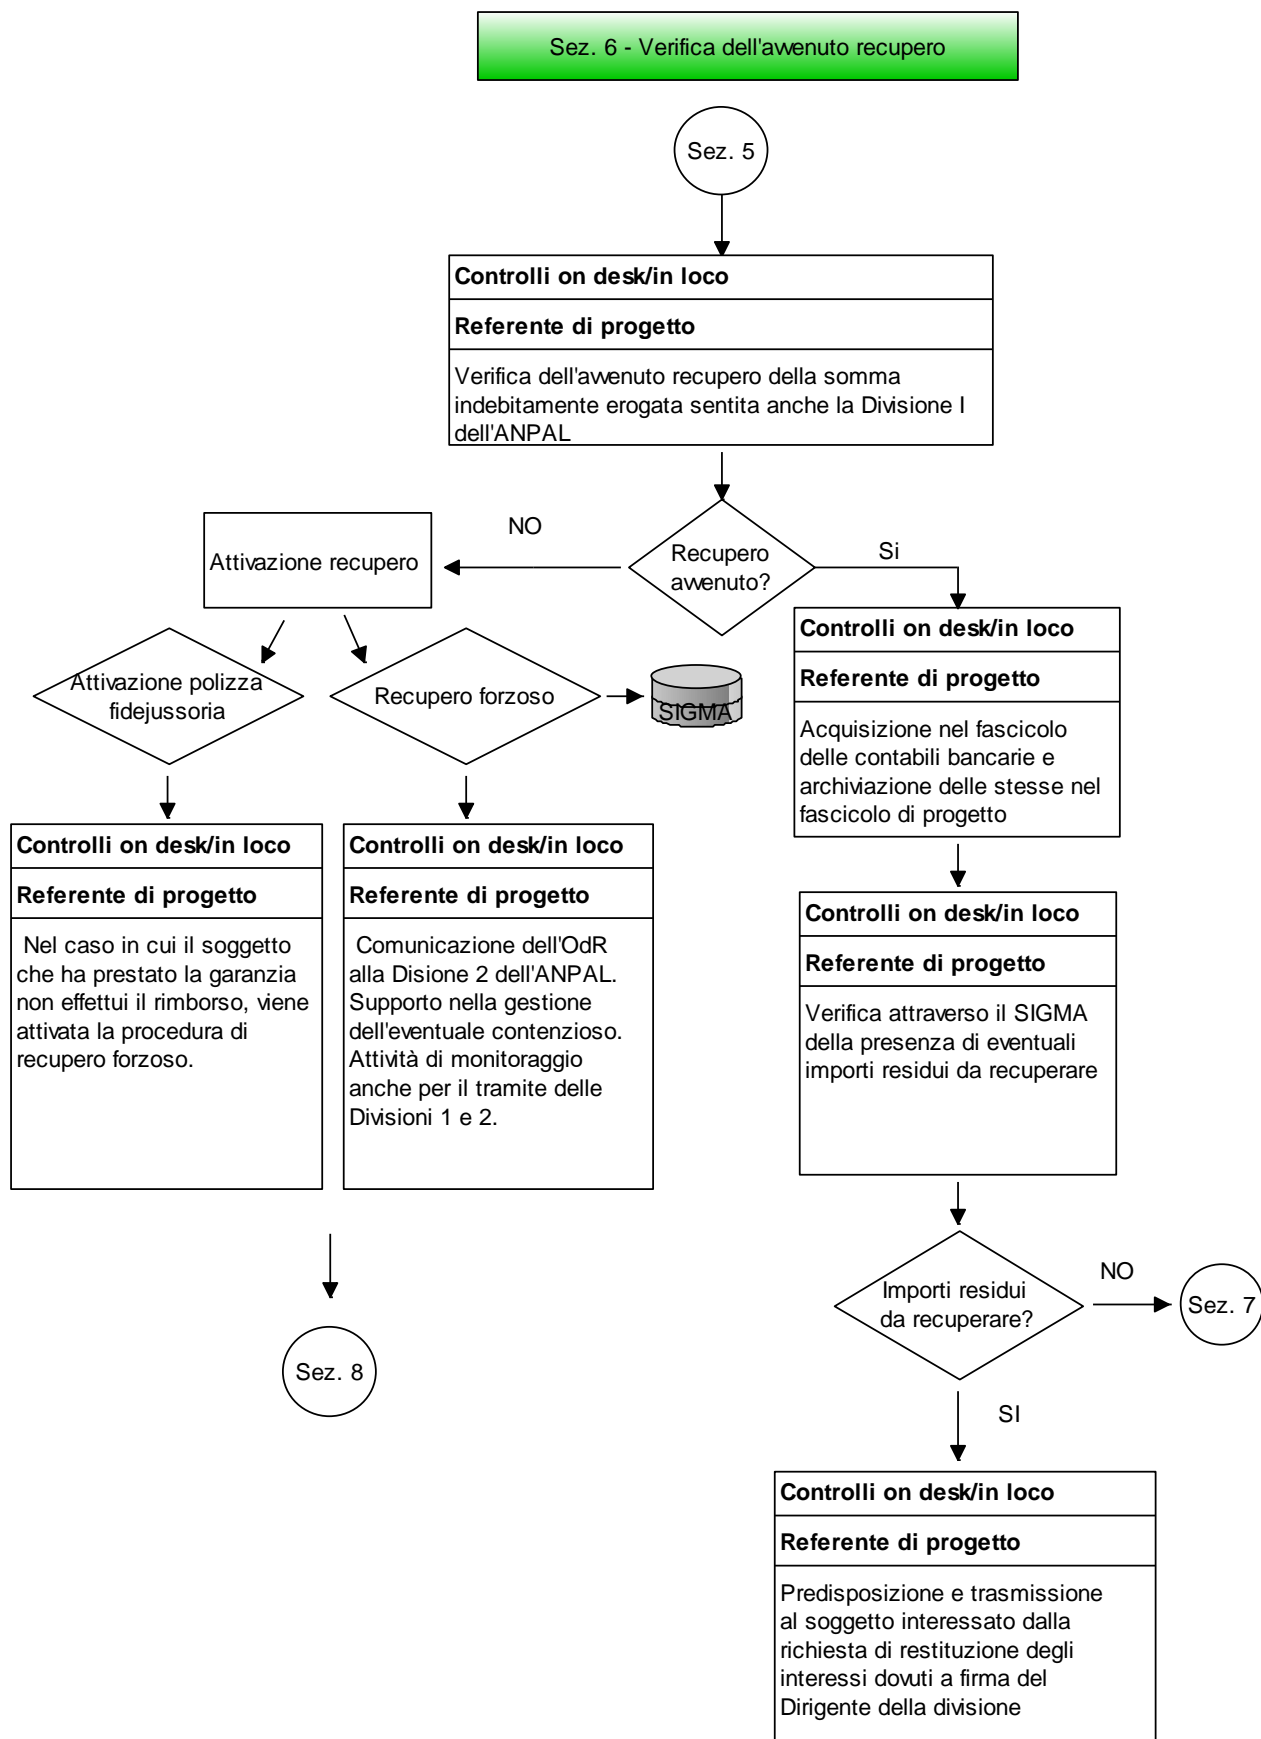 Sez. 6 - Verifica dell'avvenuto recupero
Sez. 5
Controlli on desk/in loco
Referente di progetto
Verifica dell'avvenuto recupero della somma
indebitamente erogata sentita anche la Divisione I
dell'ANPAL
NO
Recupero
avvenuto?
Si
Attivazione recupero
Attivazione polizza
fidejussoria
Recupero forzoso
SIGMA
Controlli on desk/in loco
Referente di progetto
Acquisizione nel fascicolo
delle contabili bancarie e
archiviazione delle stesse nel
fascicolo di progetto
Controlli on desk/in loco
Referente di progetto
Nel caso in cui il soggetto
che ha prestato la garanzia
non effettui il rimborso, viene
attivata la procedura di
recupero forzoso.
Controlli on desk/in loco
Referente di progetto
Comunicazione dell'OdR
alla Disione 2 dell'ANPAL.
Supporto nella gestione
dell'eventuale contenzioso.
Attività di monitoraggio
anche per il tramite delle
Divisioni 1 e 2.
Controlli on desk/in loco
Referente di progetto
Verifica attraverso il SIGMA
della presenza di eventuali
importi residui da recuperare
Sez. 8
Importi residui
da recuperare?
NO
Sez. 7
SI
Controlli on desk/in loco
Referente di progetto
Predisposizione e trasmissione
al soggetto interessato dalla
richiesta di restituzione degli
interessi dovuti a firma del
Dirigente della divisione